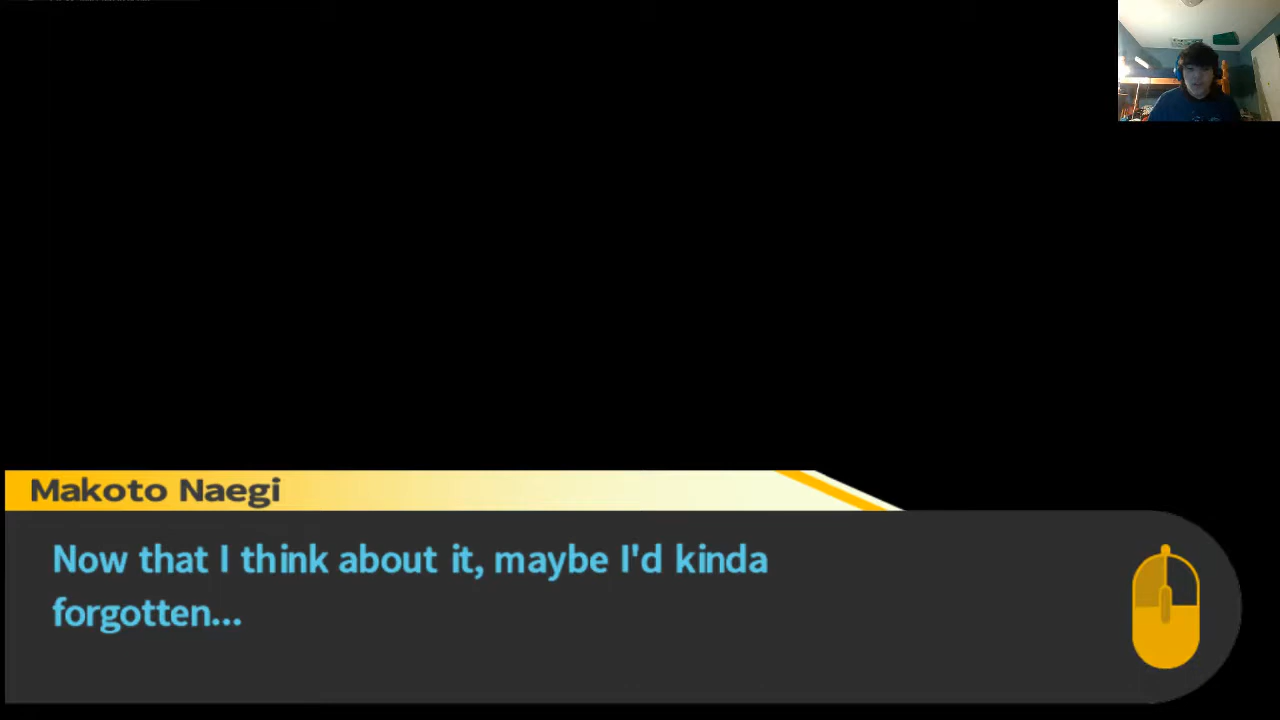 Makoto Naegi
Now that I think about it, maybe I'd kinda
forgotten...